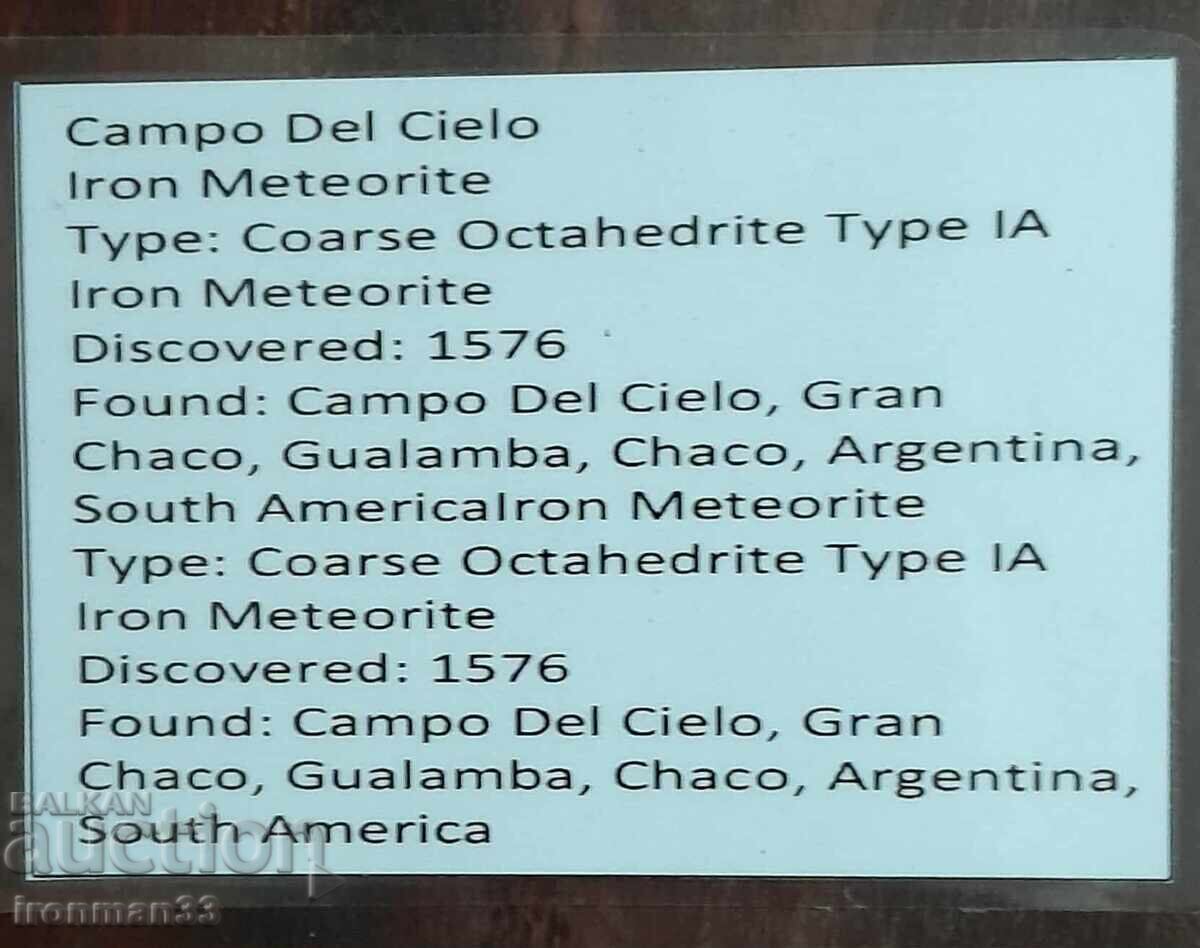 Campo Del Cielo
Iron Meteorite
Type: Coarse Octahedrite Type IA
Iron Meteorite
Discovered: 1576
Found: Campo Del Cielo, Gran
Chaco, Gualamba, Chaco, Argentina,
South AmericaIron Meteorite
Type: Coarse Octahedrite Type IA
Iron Meteorite
Discovered: 1576
Found: Campo Del Cielo, Gran
Chaco, Gualamba, Chaco, Argentina,
South America
BALKAN
auction
ironman33